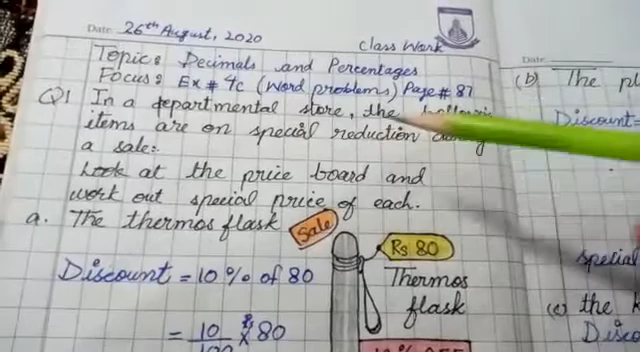 Date: 26th August, 2020
Class Work
Topic: Decimals and Percentages
Focus: Ex # 4c (Word problems) Page # 87
Q1 In a departmental store, the
items are on special reduction
a sale:
Look at the price board and
work out special price of each.
a. The thermos flask
Sale
Rs 80
Discount = 10% of 80
Thermos
flask
= 10 × 80
Date:
(b) The
Discount =
special
(c) the